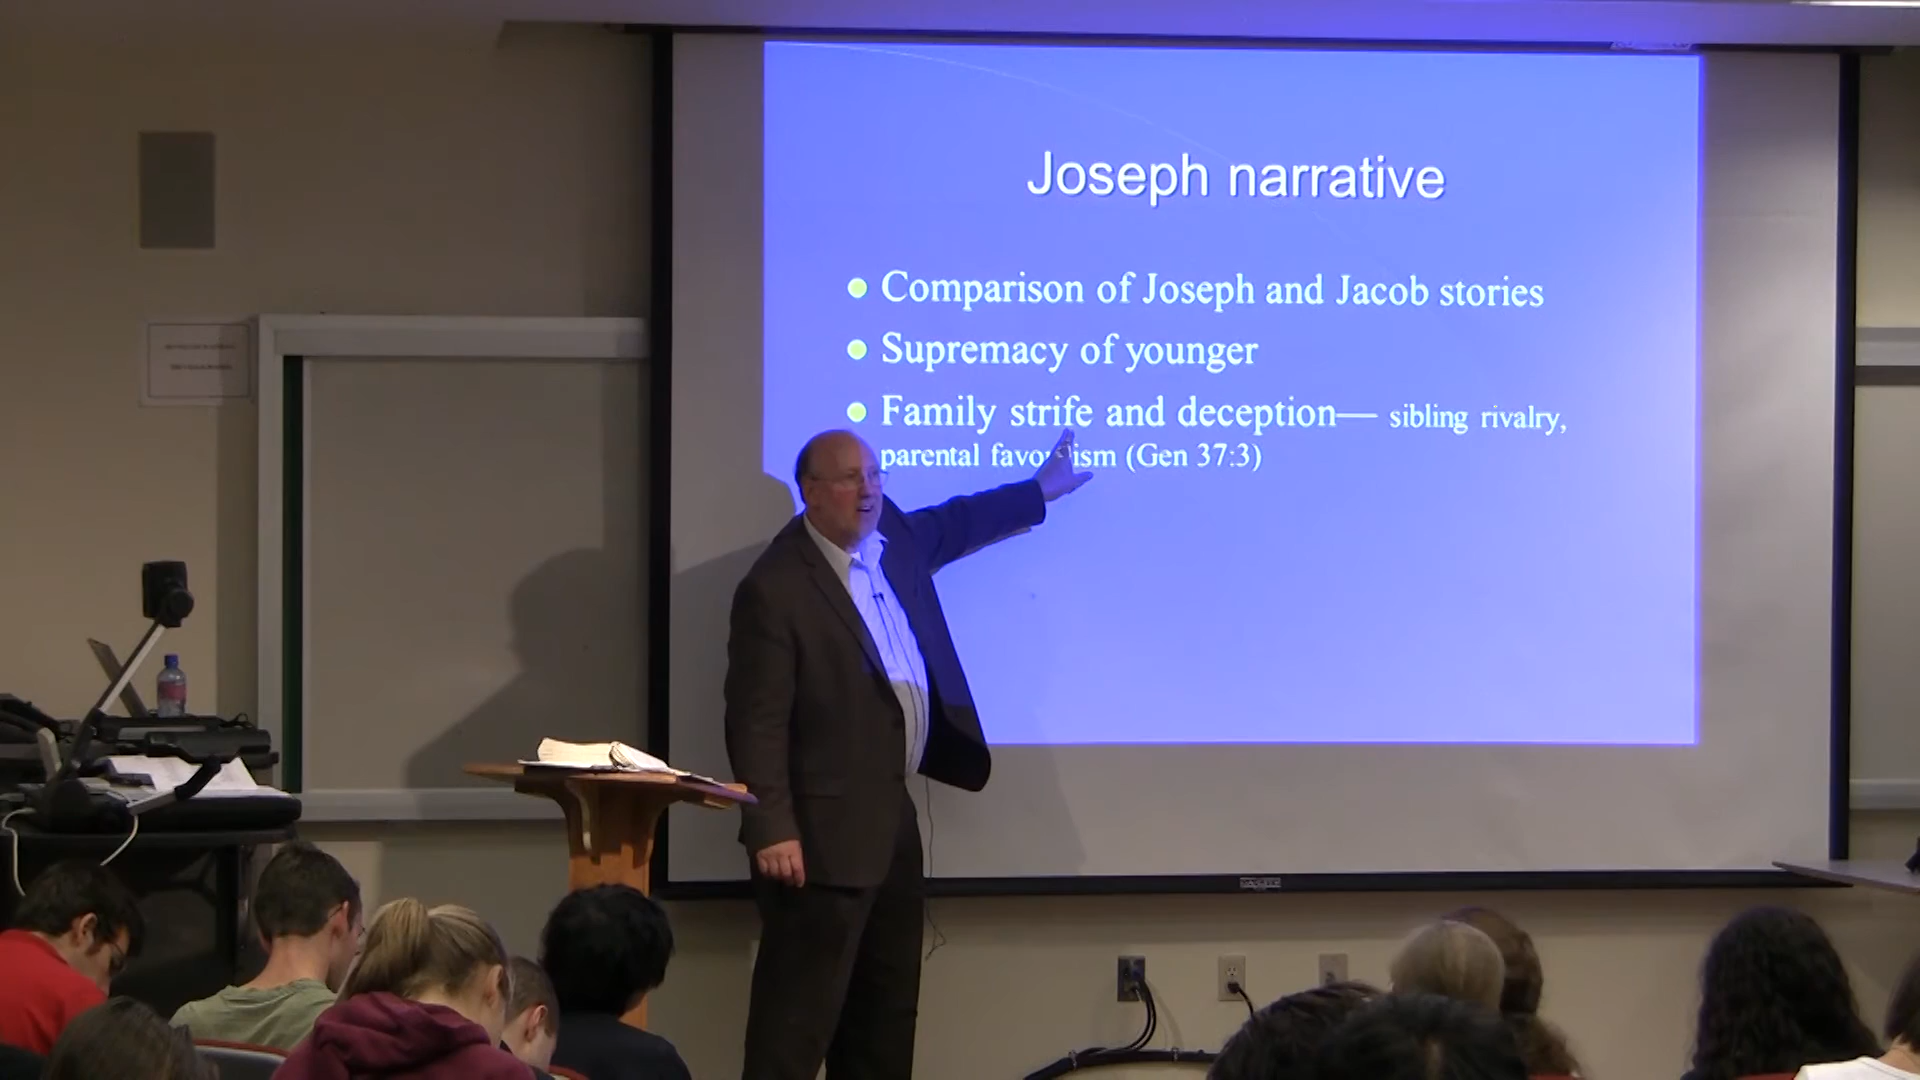 Joseph narrative
Comparison of Joseph and Jacob stories
Supremacy of younger
Family strife and deception— sibling rivalry,
parental favoritism (Gen 37:3)